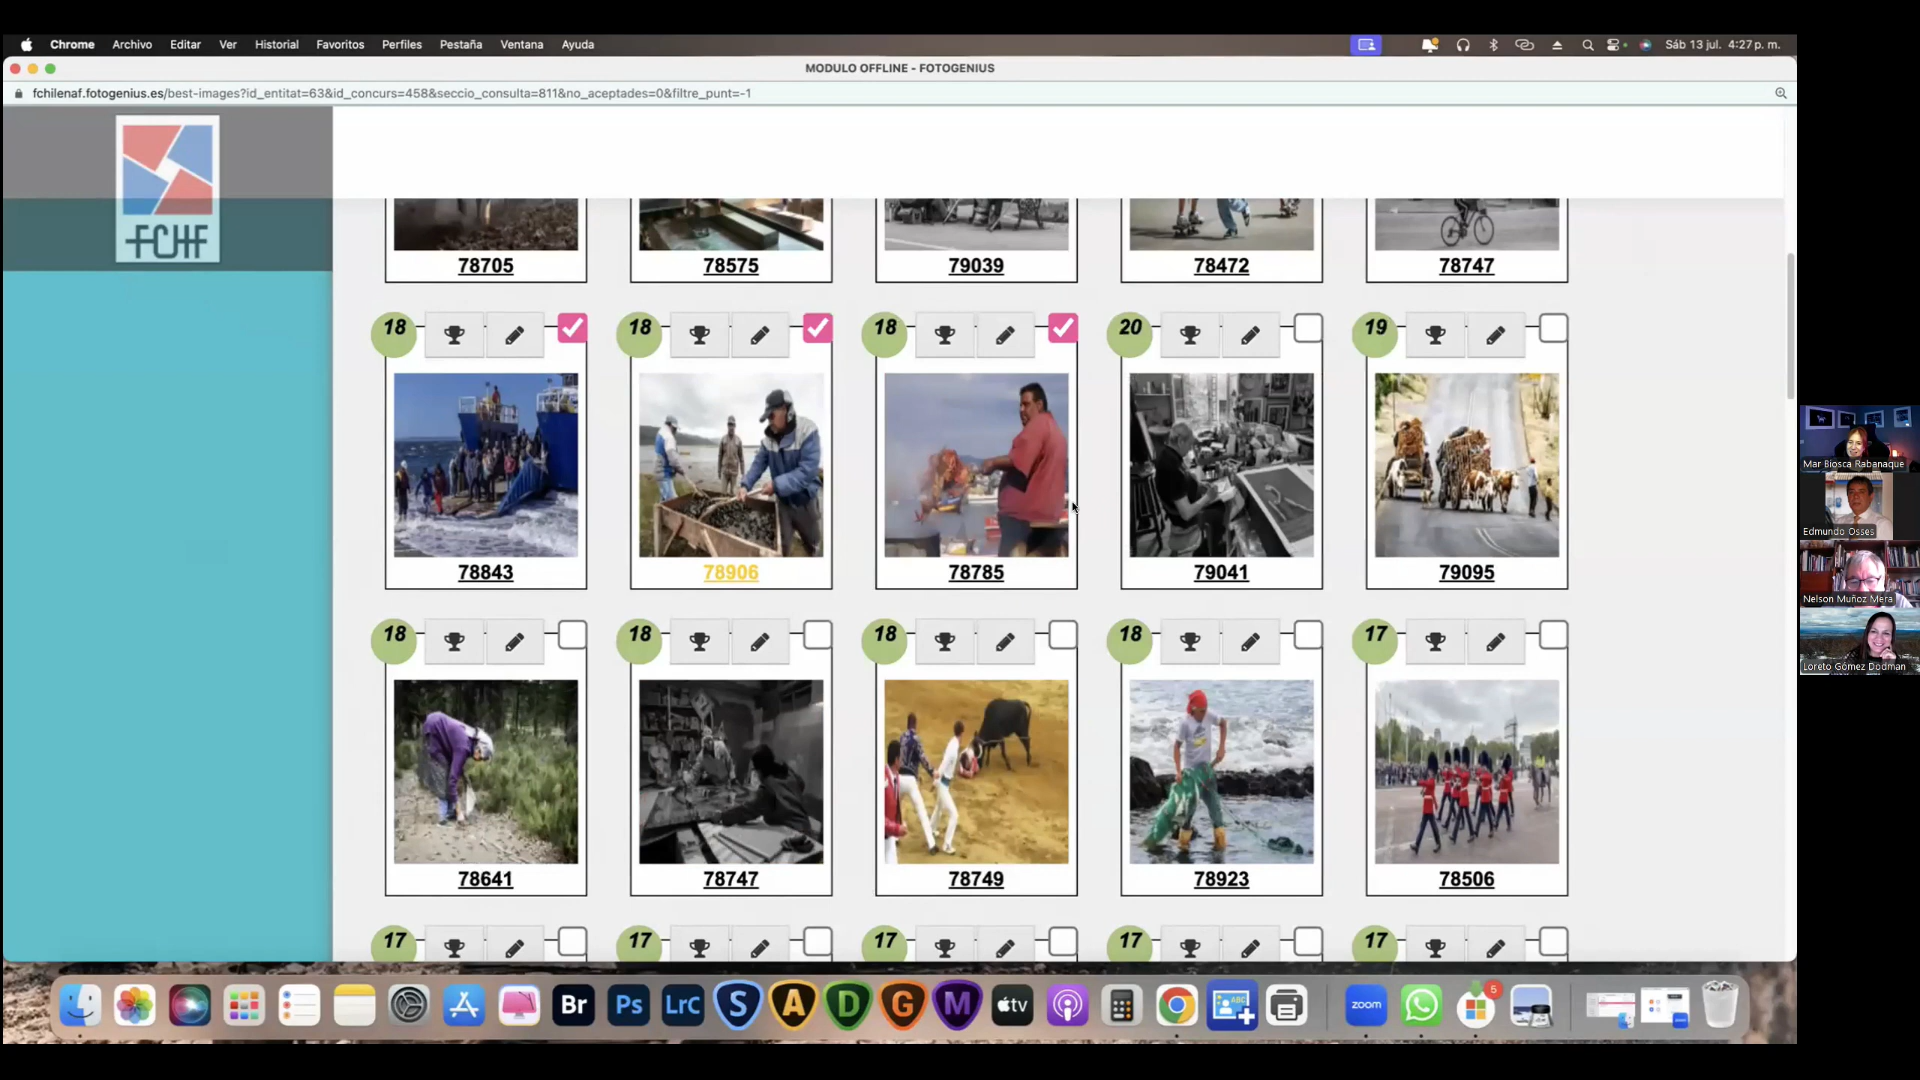 Chrome Archivo Editar Ver Historial Favoritos Perfiles Pestaña Ventana Ayuda Sáb 13 jul. 4:27 p. m.
MODULO OFFLINE - FOTOGENIUS
fchilenaf.fotogenius.es/best-images?id_entitat=63&id_concurs=458&seccio_consulta=811&no_aceptades=0&filtre_punt=-1
FCHF
78705 78575 79039 78472 78747
18 18 18 20 19
78843 78906 78785 79041 79095
18 18 18 18 17
78641 78747 78749 78923 78506
17 17 17 17 17
Mar Biosca Rabanaque
Edmundo Osses
Nelson Muñoz Mera
Loreto Gómez Dodman
Br Ps LrC S A D G M tv ABC zoom 5